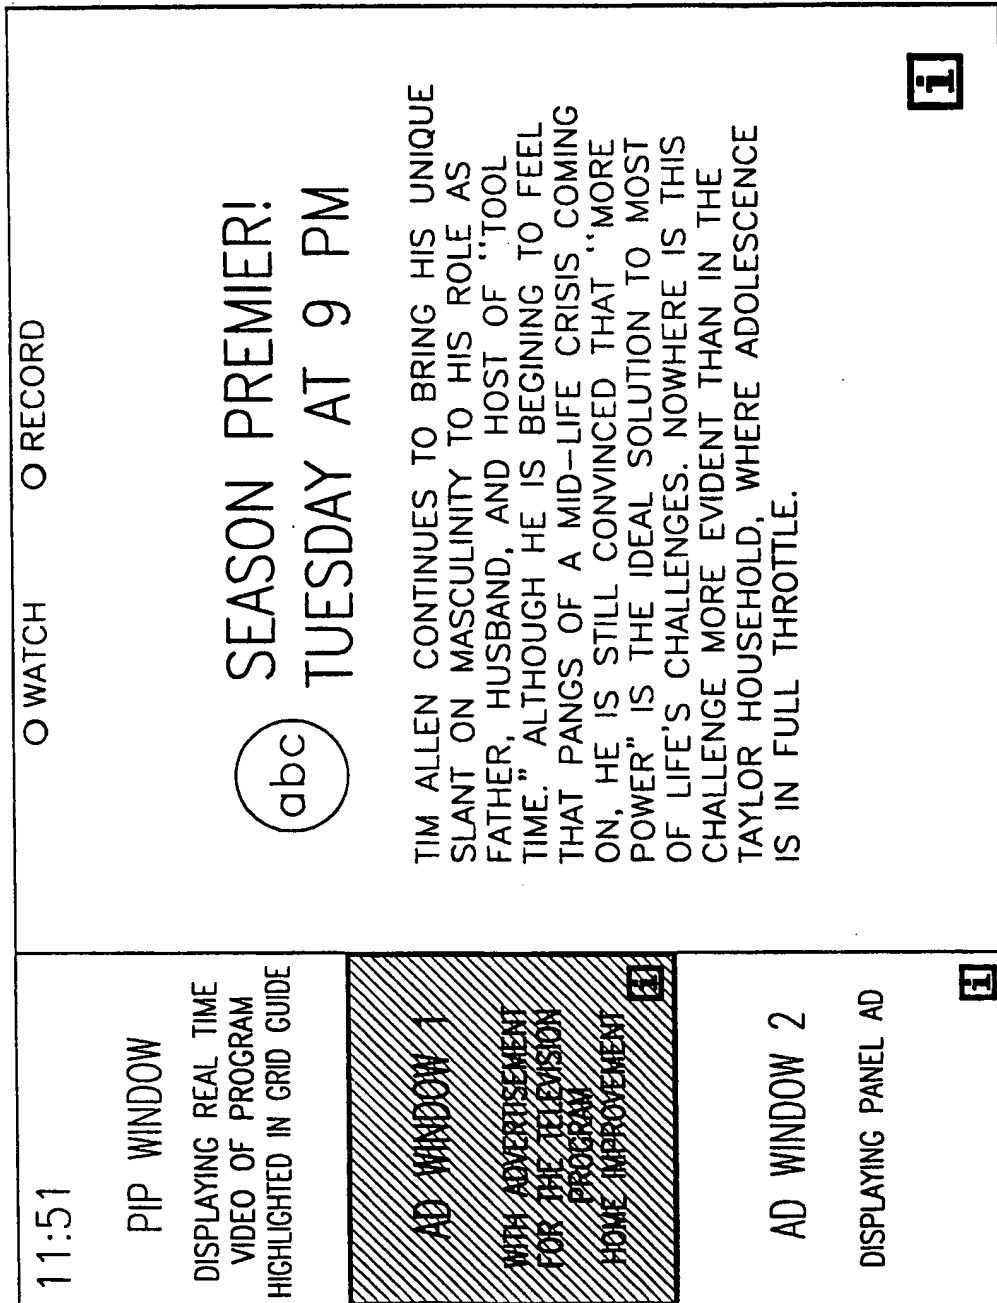 11:51
PIP WINDOW
DISPLAYING REAL TIME
VIDEO OF PROGRAM
HIGHLIGHTED IN GRID GUIDE
AD WINDOW 1
WITH ADVERTISEMENT
FOR THE TELEVISION
PROGRAM
HOME IMPROVEMENT
i
AD WINDOW 2
DISPLAYING PANEL AD
i
O WATCH O RECORD
abc
SEASON PREMIER!
TUESDAY AT 9 PM
TIM ALLEN CONTINUES TO BRING HIS UNIQUE
SLANT ON MASCULINITY TO HIS ROLE AS
FATHER, HUSBAND, AND HOST OF ‘‘TOOL
TIME.” ALTHOUGH HE IS BEGINING TO FEEL
THAT PANGS OF A MID–LIFE CRISIS COMING
ON, HE IS STILL CONVINCED THAT ‘‘MORE
POWER” IS THE IDEAL SOLUTION TO MOST
OF LIFE'S CHALLENGES. NOWHERE IS THIS
CHALLENGE MORE EVIDENT THAN IN THE
TAYLOR HOUSEHOLD, WHERE ADOLESCENCE
IS IN FULL THROTTLE.
i